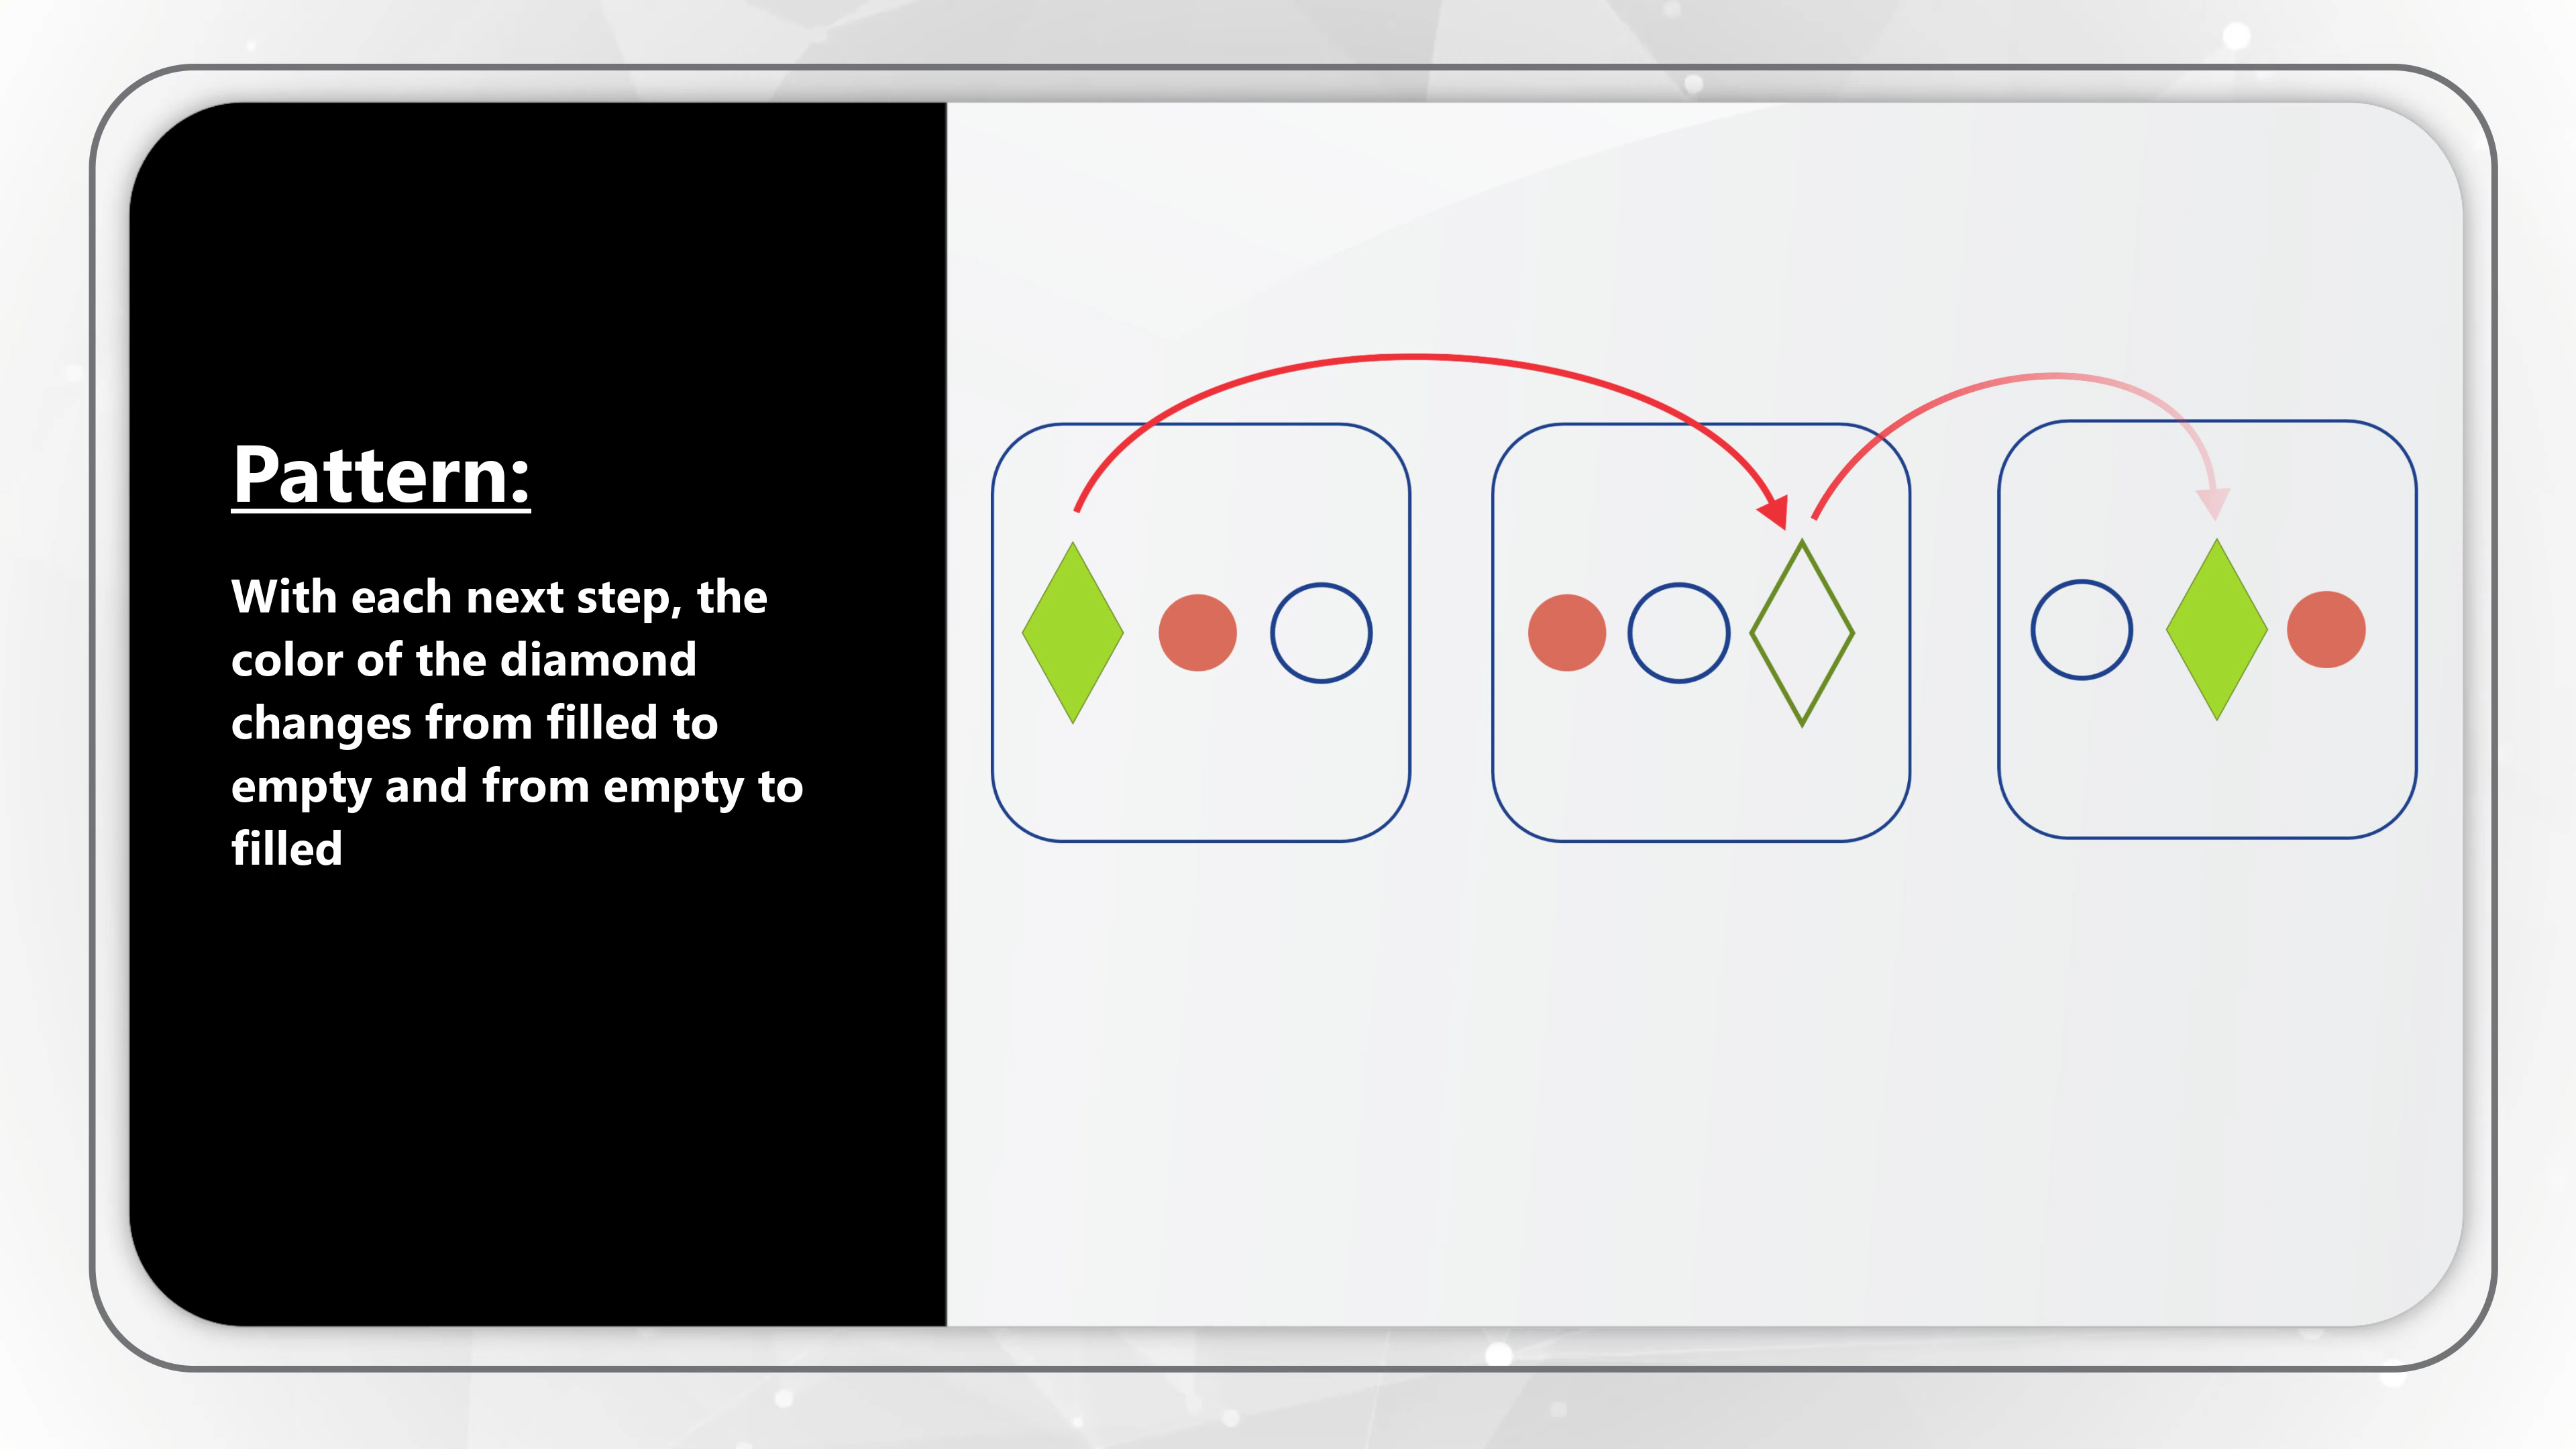 Pattern:
With each next step, the
color of the diamond
changes from filled to
empty and from empty to
filled